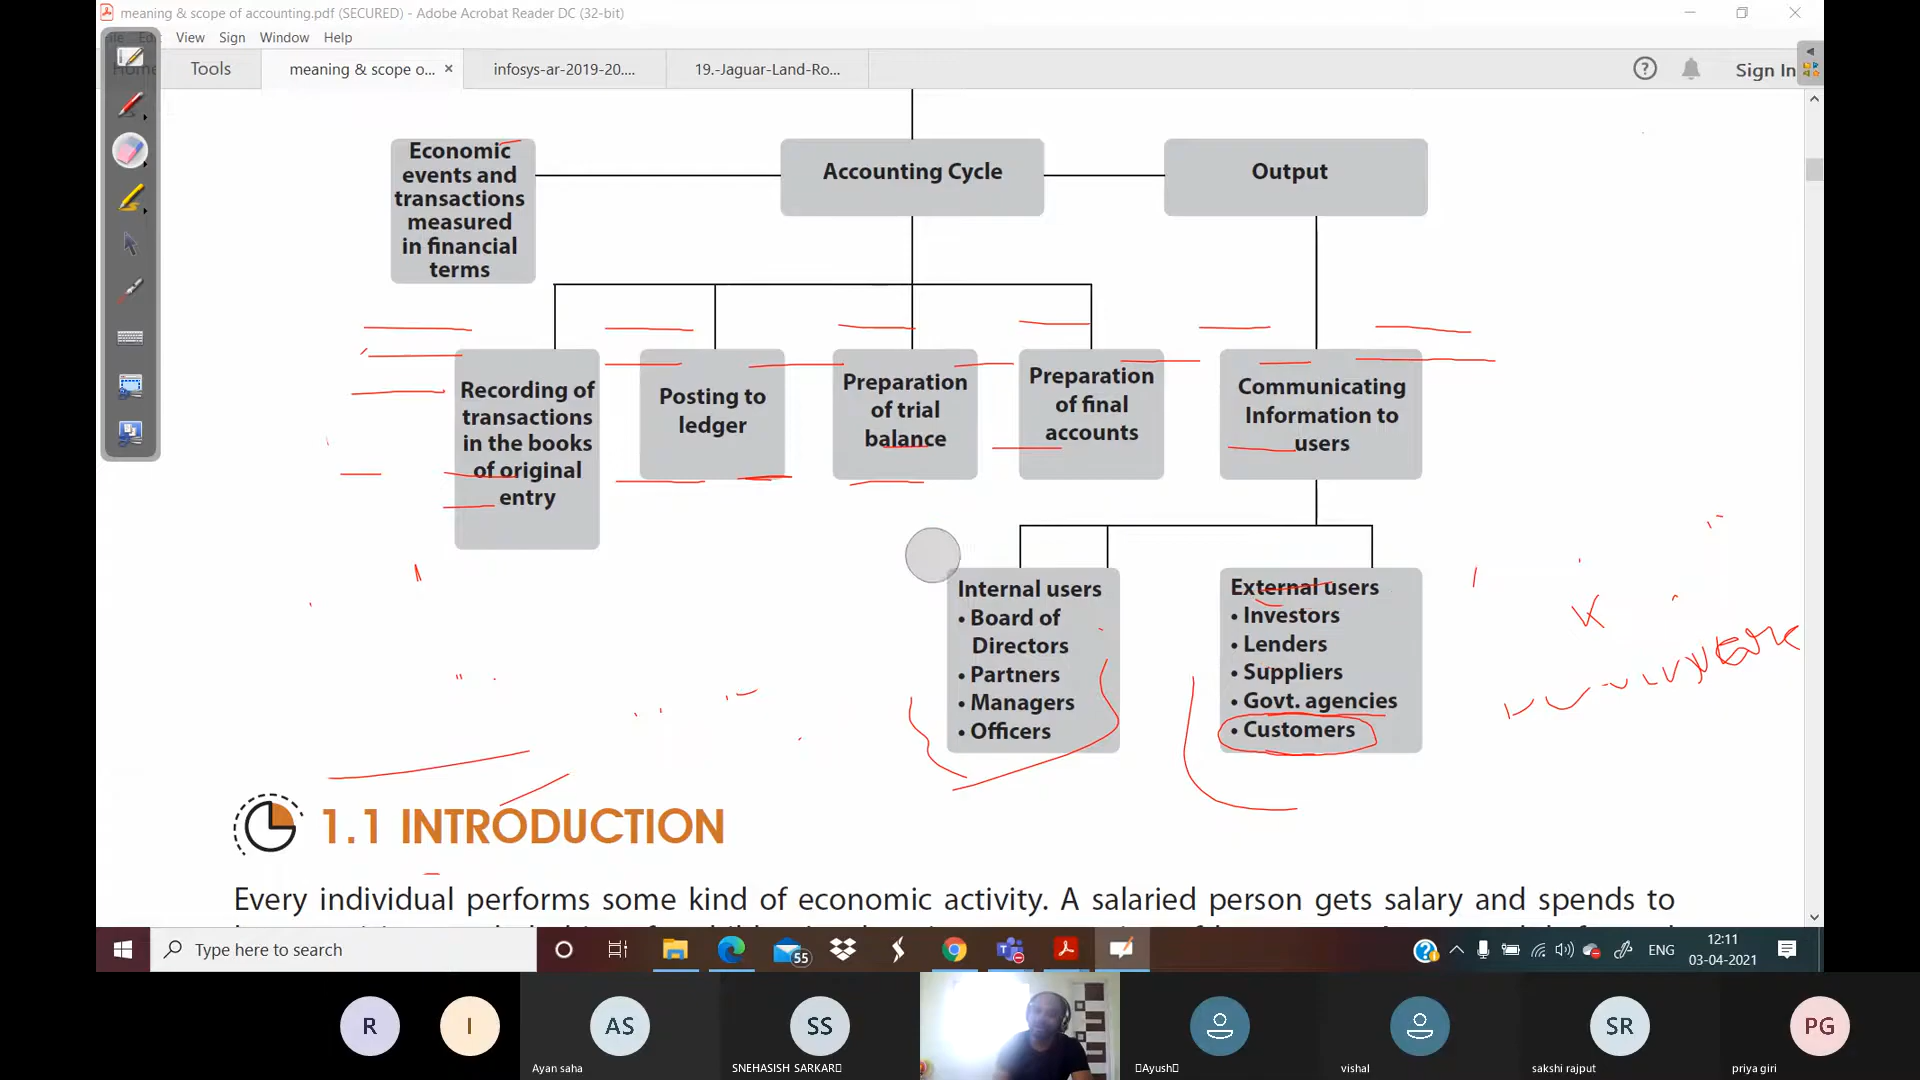 meaning & scope of accounting.pdf (SECURED) - Adobe Acrobat Reader DC (32-bit)
View Sign Window Help
Tools
meaning & scope o... ×
infosys-ar-2019-20....
19.-Jaguar-Land-Ro...
Sign In
Economic
events and
transactions
measured
in financial
terms
Accounting Cycle
Output
Recording of
transactions
in the books
of original
entry
Posting to
ledger
Preparation
of trial
balance
Preparation
of final
accounts
Communicating
Information to
users
Internal users
• Board of
Directors
• Partners
• Managers
• Officers
External users
• Investors
• Lenders
• Suppliers
• Govt. agencies
• Customers
1.1 INTRODUCTION
Every individual performs some kind of economic activity. A salaried person gets salary and spends to
Type here to search
55
ENG
12:11
03-04-2021
R
I
AS
SS
SR
PG
Ayan saha
SNEHASISH SARKAR
Ayush
vishal
sakshi rajput
priya giri